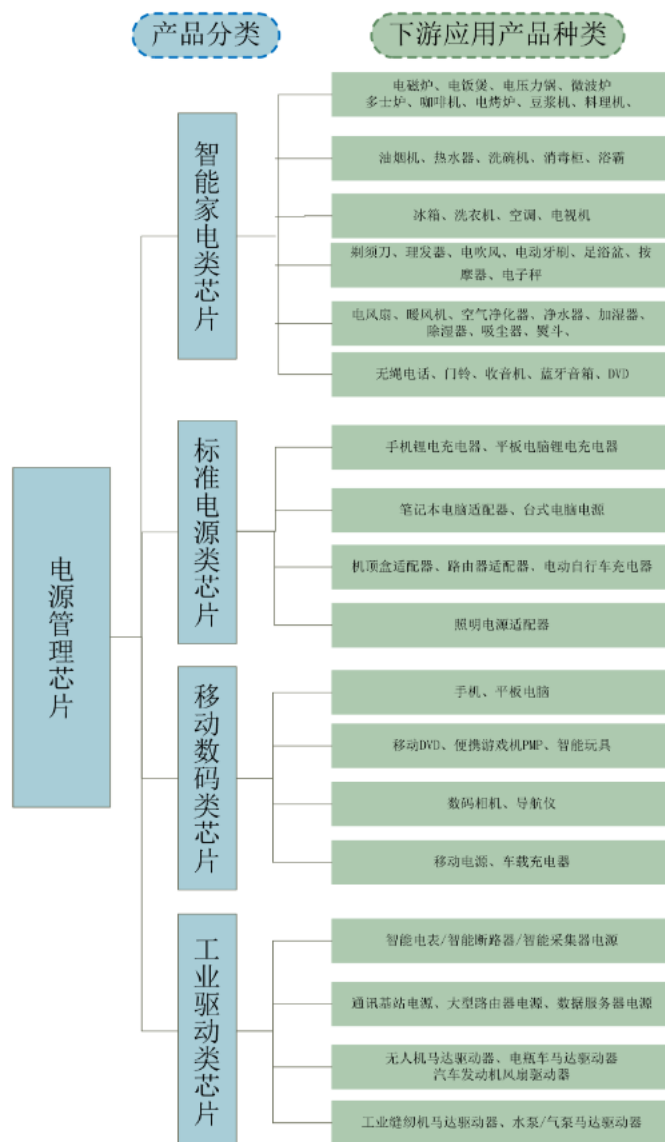 产品分类
下游应用产品种类
电源管理芯片
智能家电类芯片
电磁炉、电饭煲、电压力锅、微波炉
多士炉、咖啡机、电烤炉、豆浆机、料理机、
油烟机、热水器、洗碗机、消毒柜、浴霸
冰箱、洗衣机、空调、电视机
剃须刀、理发器、电吹风、电动牙刷、足浴盆、按
摩器、电子秤
电风扇、暖风机、空气净化器、净水器、加湿器、
除湿器、吸尘器、熨斗、
无绳电话、门铃、收音机、蓝牙音箱、DVD
标准电源类芯片
手机锂电充电器、平板电脑锂电充电器
笔记本电脑适配器、台式电脑电源
机顶盒适配器、路由器适配器、电动自行车充电器
照明电源适配器
移动数码类芯片
手机、平板电脑
移动DVD、便携游戏机PMP、智能玩具
数码相机、导航仪
移动电源、车载充电器
工业驱动类芯片
智能电表/智能断路器/智能采集器电源
通讯基站电源、大型路由器电源、数据服务器电源
无人机马达驱动器、电瓶车马达驱动器
汽车发动机风扇驱动器
工业缝纫机马达驱动器、水泵/气泵马达驱动器